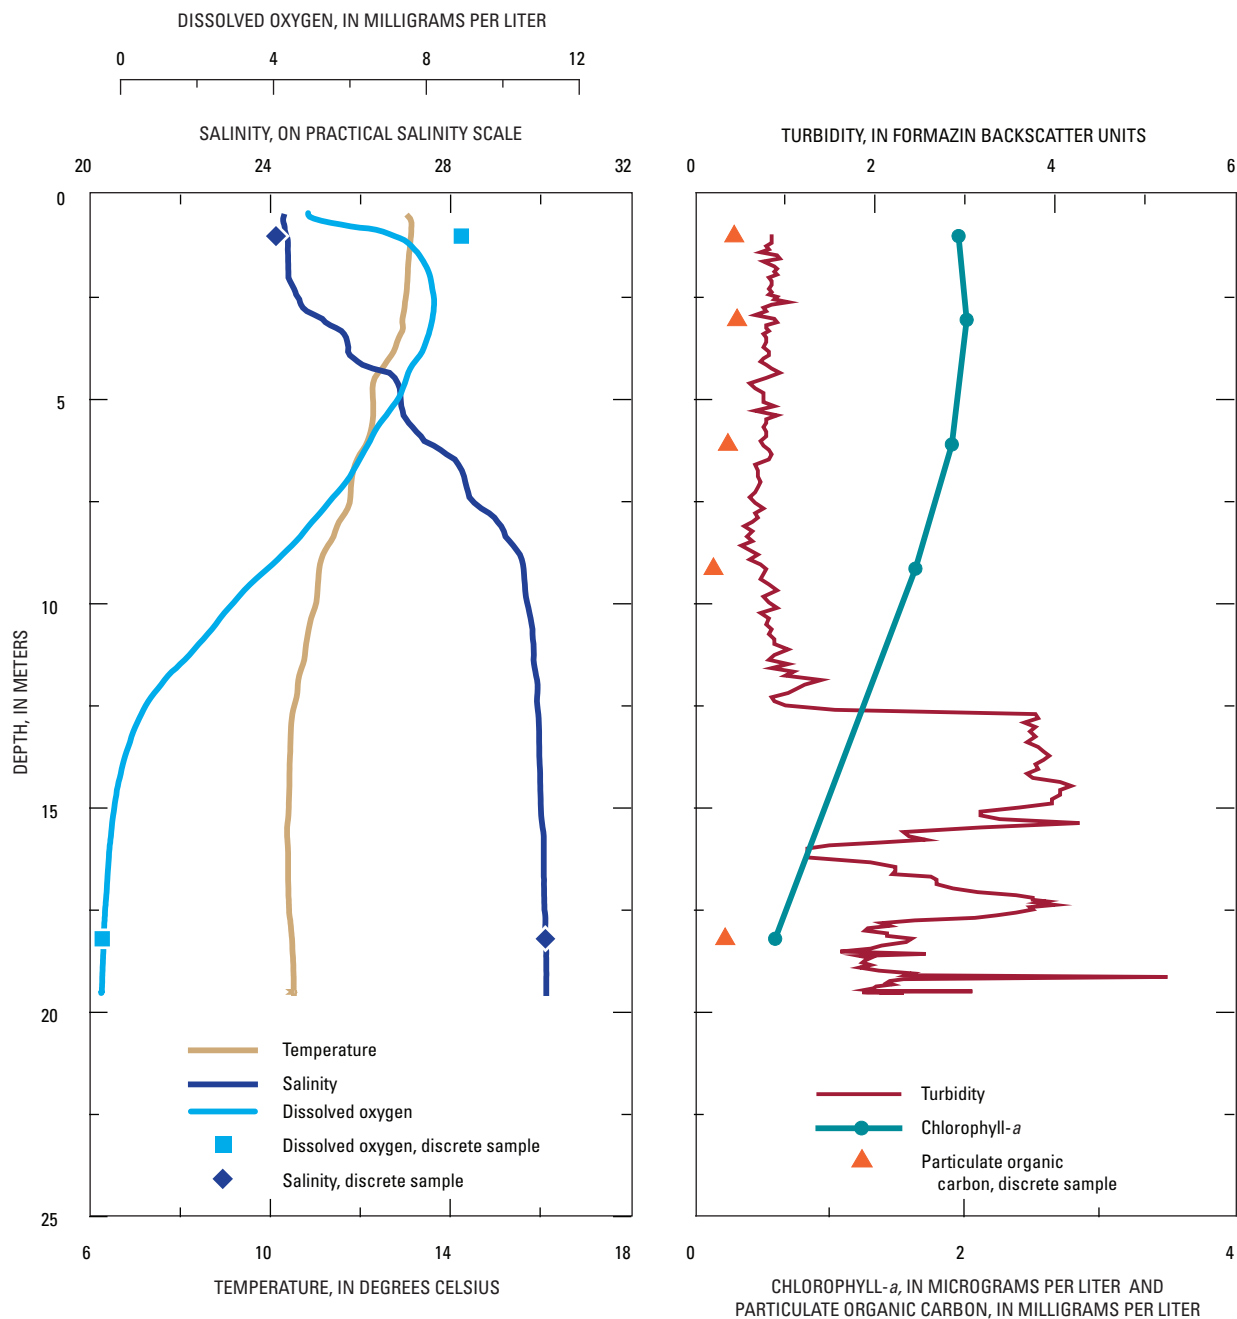 DISSOLVED OXYGEN, IN MILLIGRAMS PER LITER
0 4 8 12
SALINITY, ON PRACTICAL SALINITY SCALE
20 24 28 32
0
5
10
15
20
25
DEPTH, IN METERS
Temperature
Salinity
Dissolved oxygen
Dissolved oxygen, discrete sample
Salinity, discrete sample
6 10 14 18
TEMPERATURE, IN DEGREES CELSIUS
TURBIDITY, IN FORMAZIN BACKSCATTER UNITS
0 2 4 6
Turbidity
Chlorophyll-a
Particulate organic
carbon, discrete sample
0 2 4
CHLOROPHYLL-a, IN MICROGRAMS PER LITER AND
PARTICULATE ORGANIC CARBON, IN MILLIGRAMS PER LITER